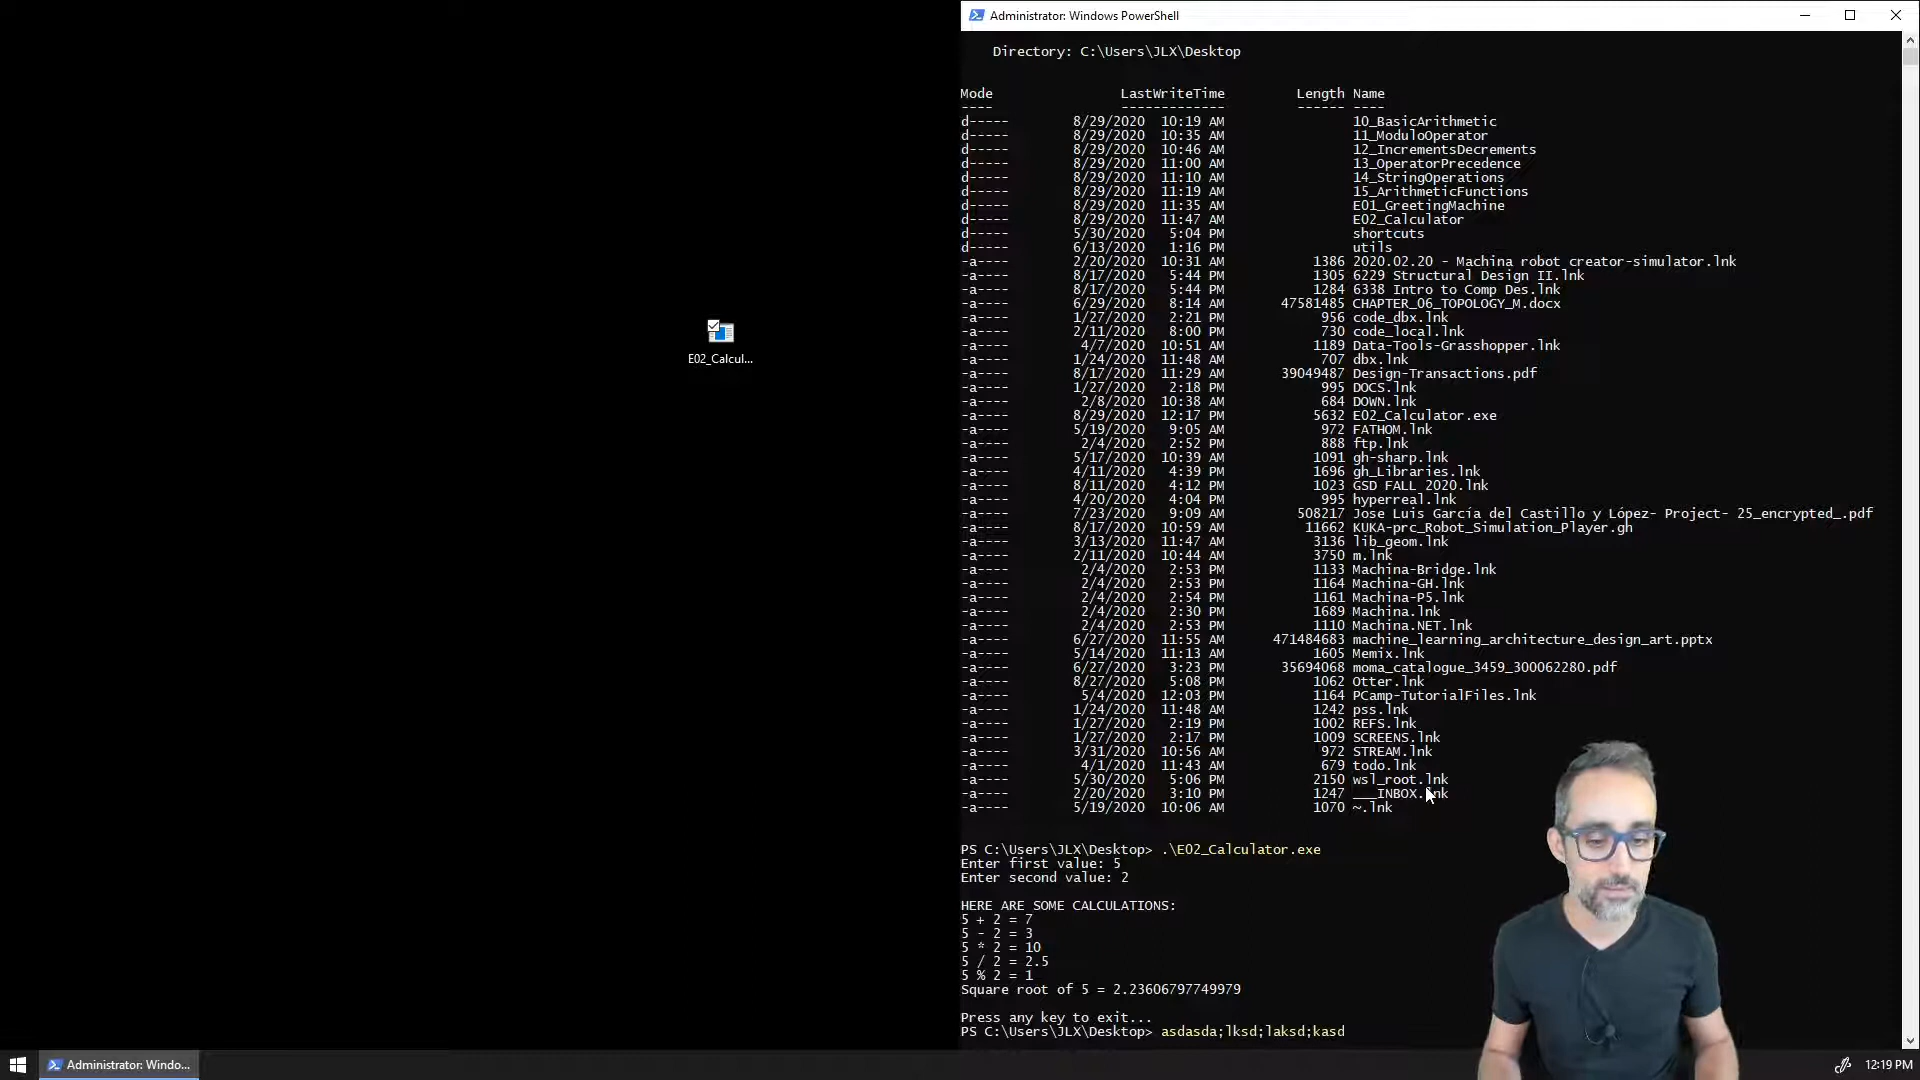 Administrator: Windows PowerShell
Directory: C:\Users\JLX\Desktop
Mode LastWriteTime Length Name
---- ------------- ------ ----
d----- 8/29/2020 10:19 AM 10_BasicArithmetic
d----- 8/29/2020 10:35 AM 11_ModuloOperator
d----- 8/29/2020 10:46 AM 12_IncrementsDecrements
d----- 8/29/2020 11:00 AM 13_OperatorPrecedence
d----- 8/29/2020 11:10 AM 14_StringOperations
d----- 8/29/2020 11:19 AM 15_ArithmeticFunctions
d----- 8/29/2020 11:35 AM E01_GreetingMachine
d----- 8/29/2020 11:47 AM E02_Calculator
d----- 5/30/2020 5:04 PM shortcuts
d----- 6/13/2020 1:16 PM utils
-a---- 2/20/2020 10:31 AM 1386 2020.02.20 - Machina robot creator-simulator.lnk
-a---- 8/17/2020 5:44 PM 1305 6229 Structural Design II.lnk
-a---- 8/17/2020 5:44 PM 1284 6338 Intro to Comp Des.lnk
-a---- 6/29/2020 8:14 AM 47581485 CHAPTER_06_TOPOLOGY_M.docx
-a---- 1/27/2020 2:21 PM 956 code_dbx.lnk
-a---- 2/11/2020 8:00 PM 730 code_local.lnk
-a---- 4/7/2020 10:51 AM 1189 Data-Tools-Grasshopper.lnk
-a---- 1/24/2020 11:48 AM 707 dbx.lnk
-a---- 8/17/2020 11:29 AM 39049487 Design-Transactions.pdf
-a---- 1/27/2020 2:18 PM 995 DOCS.lnk
-a---- 2/8/2020 10:38 AM 684 DOWN.lnk
-a---- 8/29/2020 12:17 PM 5632 E02_Calculator.exe
-a---- 5/19/2020 9:05 AM 972 FATHOM.lnk
-a---- 2/4/2020 2:52 PM 888 ftp.lnk
-a---- 5/17/2020 10:39 AM 1091 gh-sharp.lnk
-a---- 4/11/2020 4:39 PM 1696 gh_Libraries.lnk
-a---- 8/11/2020 4:12 PM 1023 GSD FALL 2020.lnk
-a---- 4/20/2020 4:04 PM 995 hyperreal.lnk
-a---- 7/23/2020 9:09 AM 508217 Jose Luis García del Castillo y López- Project- 25_encrypted_.pdf
-a---- 8/17/2020 10:59 AM 11662 KUKA-prc_Robot_Simulation_Player.gh
-a---- 3/13/2020 11:47 AM 3136 lib_geom.lnk
-a---- 2/11/2020 10:44 AM 3750 m.lnk
-a---- 2/4/2020 2:53 PM 1133 Machina-Bridge.lnk
-a---- 2/4/2020 2:53 PM 1164 Machina-GH.lnk
-a---- 2/4/2020 2:54 PM 1161 Machina-P5.lnk
-a---- 2/4/2020 2:30 PM 1689 Machina.lnk
-a---- 2/4/2020 2:53 PM 1110 Machina.NET.lnk
-a---- 6/27/2020 11:55 AM 471484683 machine_learning_architecture_design_art.pptx
-a---- 5/14/2020 11:13 AM 1605 Memix.lnk
-a---- 6/27/2020 3:23 PM 35694068 moma_catalogue_3459_300062280.pdf
-a---- 8/27/2020 5:08 PM 1062 Otter.lnk
-a---- 5/4/2020 12:03 PM 1164 PCamp-TutorialFiles.lnk
-a---- 1/24/2020 11:48 AM 1242 pss.lnk
-a---- 1/27/2020 2:19 PM 1002 REFS.lnk
-a---- 1/27/2020 2:17 PM 1009 SCREENS.lnk
-a---- 3/31/2020 10:56 AM 972 STREAM.lnk
-a---- 4/1/2020 11:43 AM 679 todo.lnk
-a---- 5/30/2020 5:06 PM 2150 wsl_root.lnk
-a---- 2/20/2020 3:10 PM 1247 ___INBOX.lnk
-a---- 5/19/2020 10:06 AM 1070 ~.lnk
PS C:\Users\JLX\Desktop> .\E02_Calculator.exe
Enter first value: 5
Enter second value: 2
HERE ARE SOME CALCULATIONS:
5 + 2 = 7
5 - 2 = 3
5 * 2 = 10
5 / 2 = 2.5
5 % 2 = 1
Square root of 5 = 2.23606797749979
Press any key to exit...
PS C:\Users\JLX\Desktop> asdasda;lksd;laksd;kasd
E02_Calcul...
Administrator: Windo...
12:19 PM